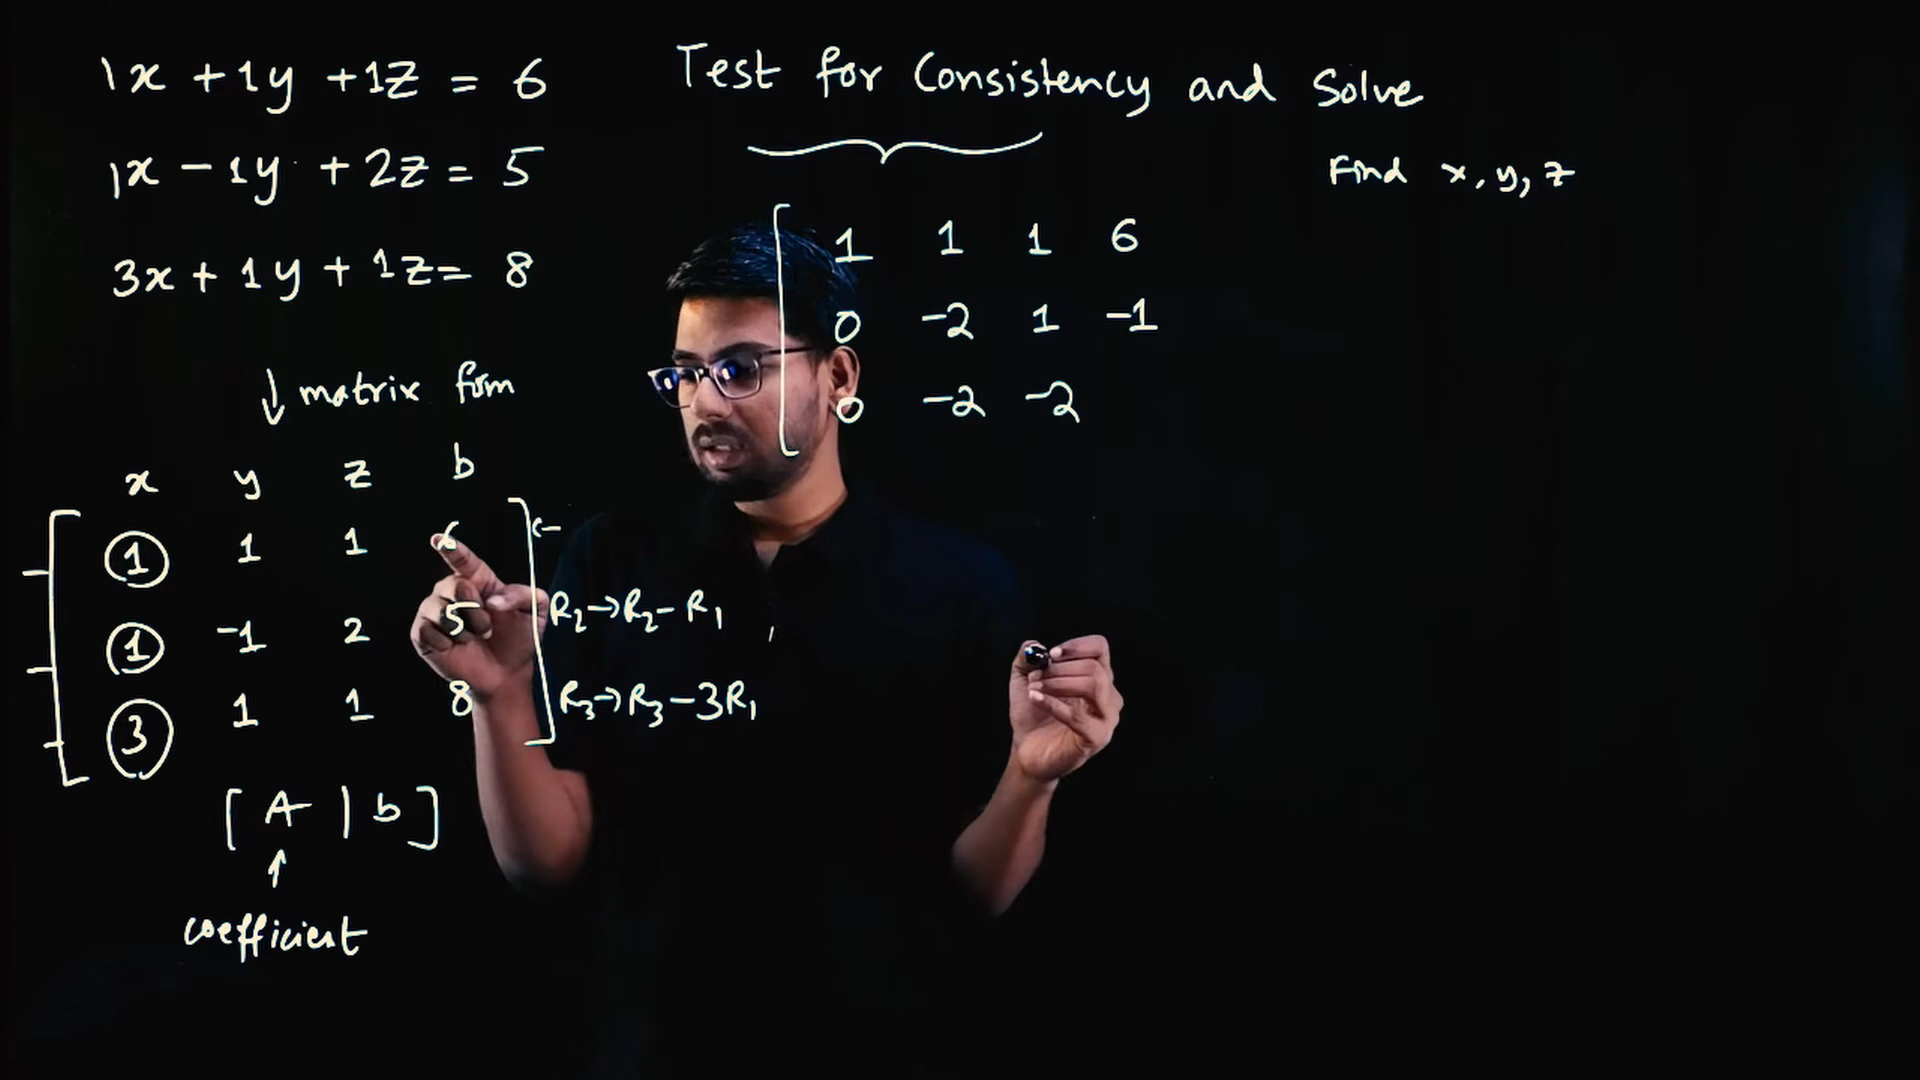 1x + 1y + 1z = 6
1x - 1y + 2z = 5
3x + 1y + 1z = 8
↓ matrix form
x y z b
1 1 1 6 ←
1 -1 2 5 R2→R2-R1
3 1 1 8 R3→R3-3R1
[A | b]
↑
coefficient
Test for Consistency and Solve
Find x, y, z
1 1 1 6
0 -2 1 -1
0 -2 -2